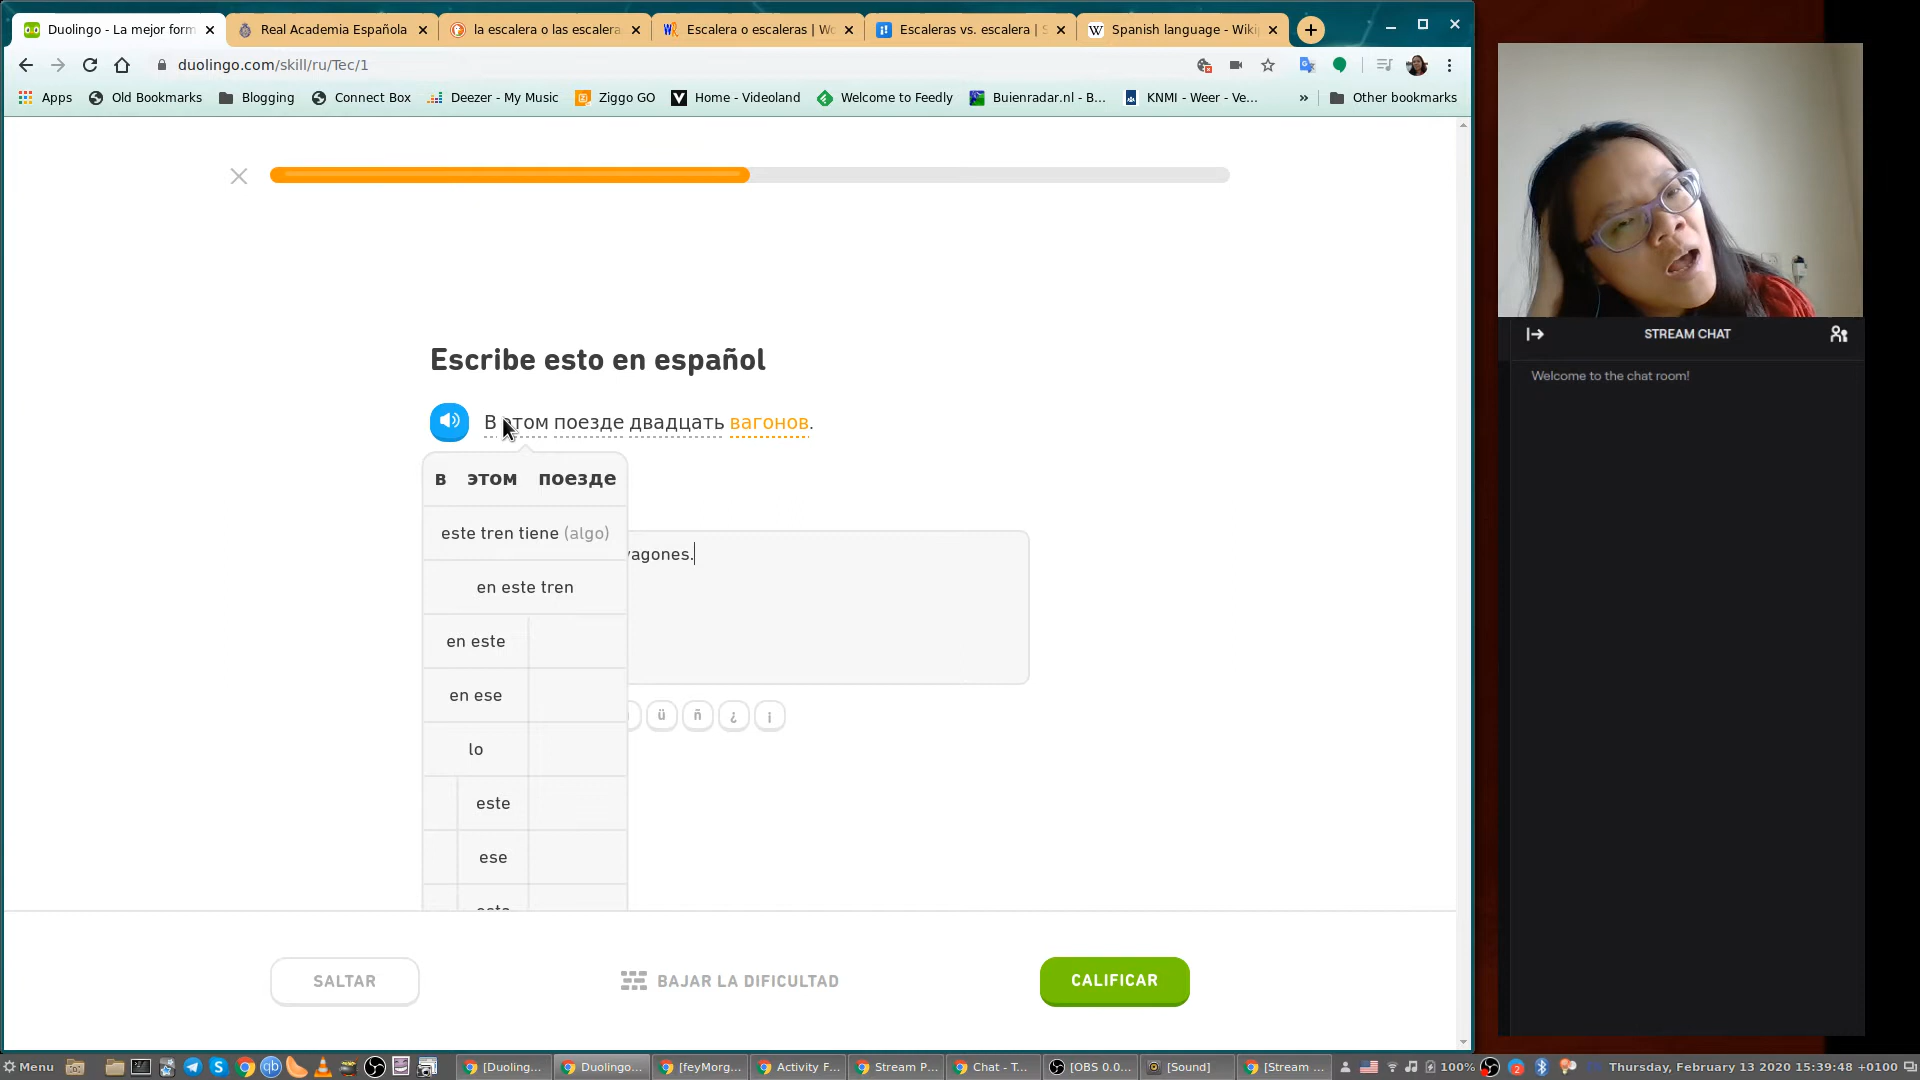 Duolingo - La mejor form
Real Academia Española
la escalera o las escalera
Escalera o escaleras | Wo
Escaleras vs. escalera | S
Spanish language - Wiki
duolingo.com/skill/ru/Tec/1
Apps
Old Bookmarks
Blogging
Connect Box
Deezer - My Music
Ziggo GO
Home - Videoland
Welcome to Feedly
Buienradar.nl - B...
KNMI - Weer - Ve...
»
Other bookmarks
Escribe esto en español
В этом поезде двадцать вагонов.
в этом поезде
este tren tiene (algo)
en este tren
en este
en ese
lo
este
ese
vagones.
ü ñ ¿ ¡
SALTAR
BAJAR LA DIFICULTAD
CALIFICAR
STREAM CHAT
Welcome to the chat room!
Menu
[Duoling...
Duolingo...
[feyMorg...
Activity F...
Stream P...
Chat - T...
[OBS 0.0...
[Sound]
[Stream ...
100%
2
Thursday, February 13 2020 15:39:48 +0100